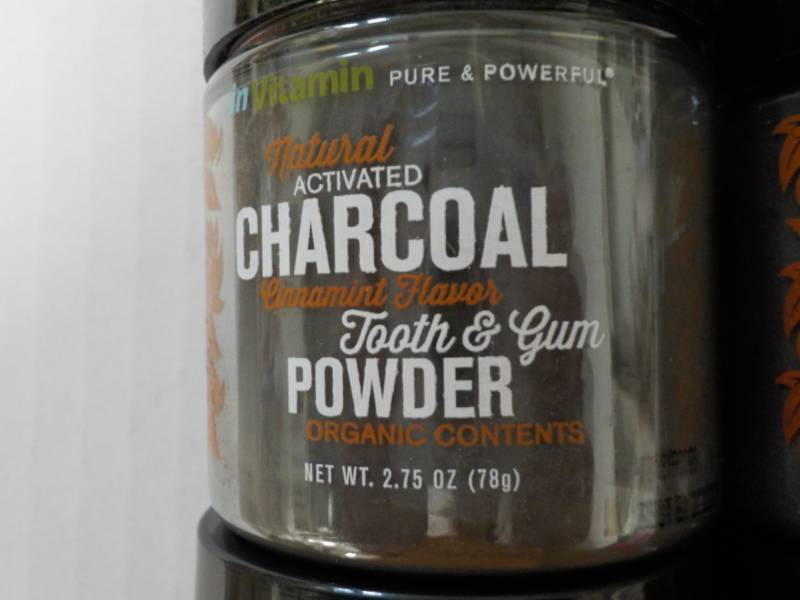 in Vitamin PURE & POWERFUL®
Natural
ACTIVATED
CHARCOAL
Cinnamint Flavor
Tooth & Gum
POWDER
ORGANIC CONTENTS
NET WT. 2.75 OZ (78g)